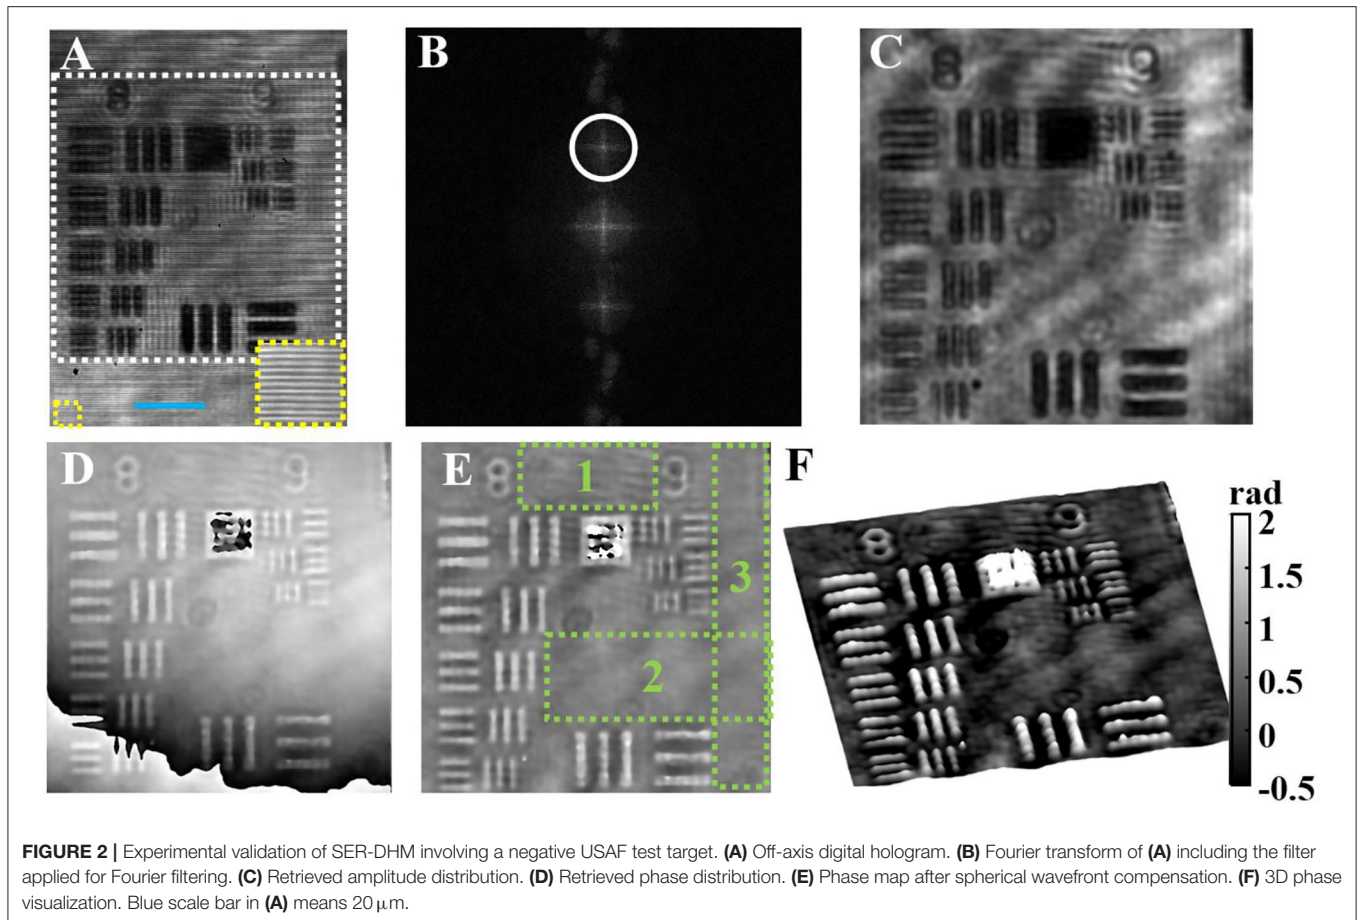 A
B
C
D
E
1
2
3
F
rad
2
1.5
1
0.5
0
-0.5
8
9
8
9
8
9
8
9
8
9
FIGURE 2 | Experimental validation of SER-DHM involving a negative USAF test target. (A) Off-axis digital hologram. (B) Fourier transform of (A) including the filter
applied for Fourier filtering. (C) Retrieved amplitude distribution. (D) Retrieved phase distribution. (E) Phase map after spherical wavefront compensation. (F) 3D phase
visualization. Blue scale bar in (A) means 20 μm.